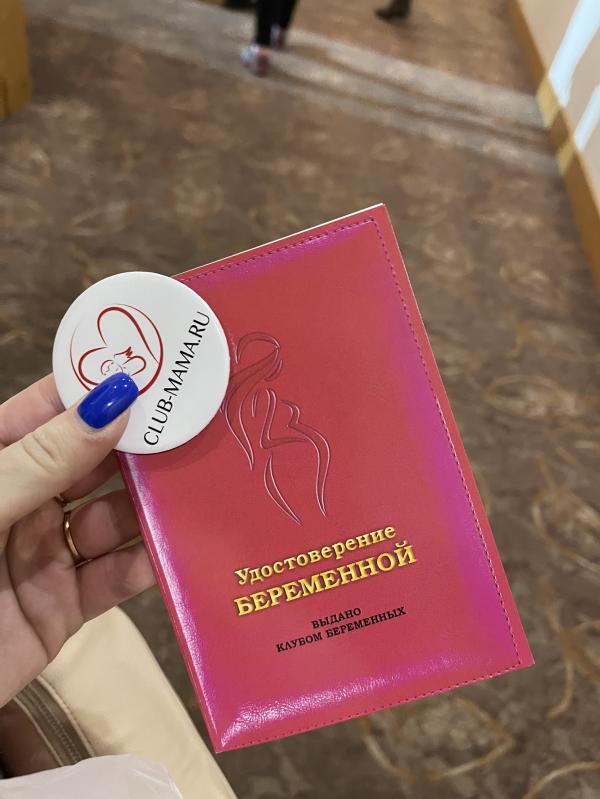 CLUB-MAMA.RU
Удостоверение
БЕРЕМЕННОЙ
ВЫДАНО
КЛУБОМ БЕРЕМЕННЫХ